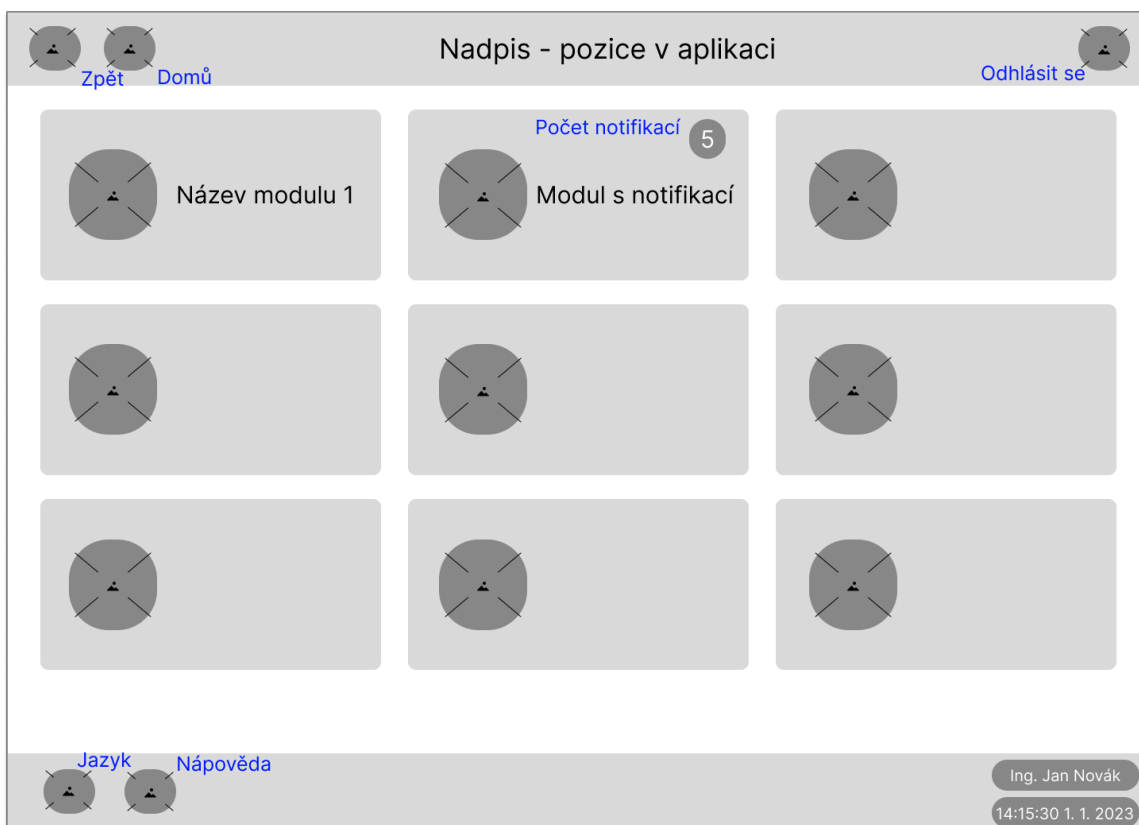 Nadpis - pozice v aplikaci
Zpět
Domů
Odhlásit se
Počet notifikací
5
Název modulu 1
Modul s notifikací
Jazyk
Nápověda
Ing. Jan Novák
14:15:30 1. 1. 2023